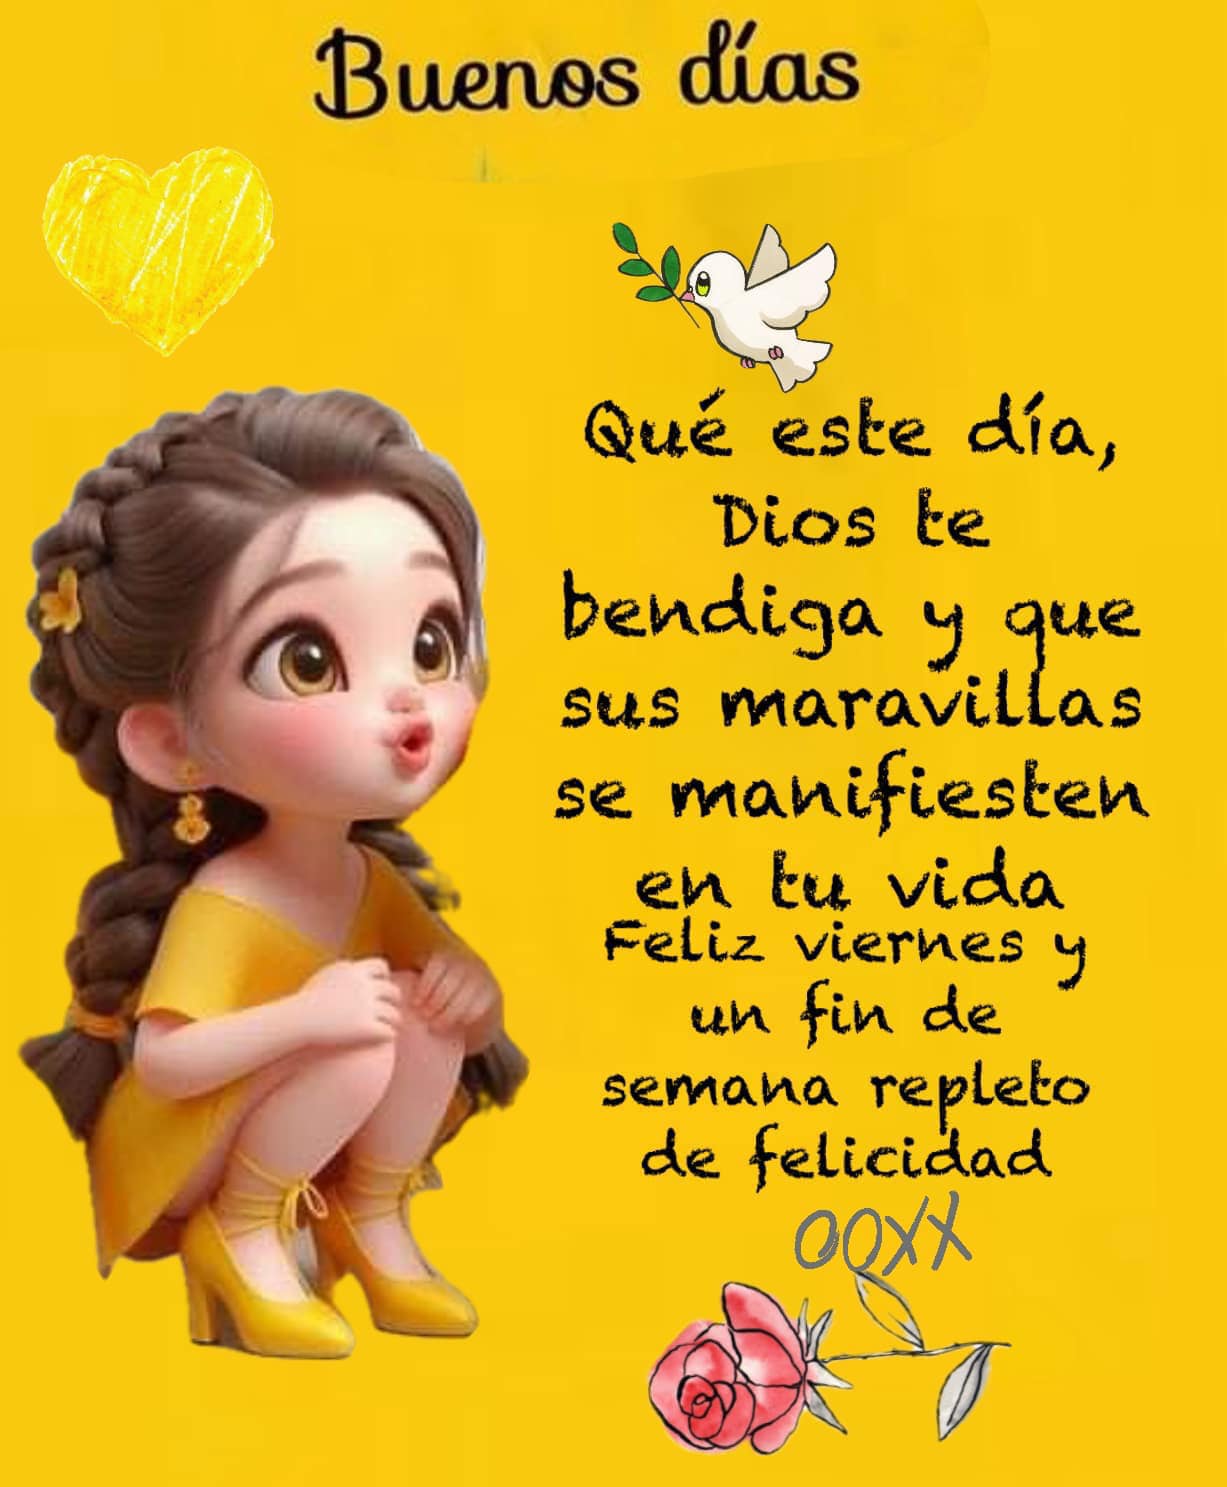 Buenos días
Qué este día,
Dios te
bendiga y que
sus maravillas
se manifiesten
en tu vida
Feliz viernes y
un fin de
semana repleto
de felicidad
OOXX